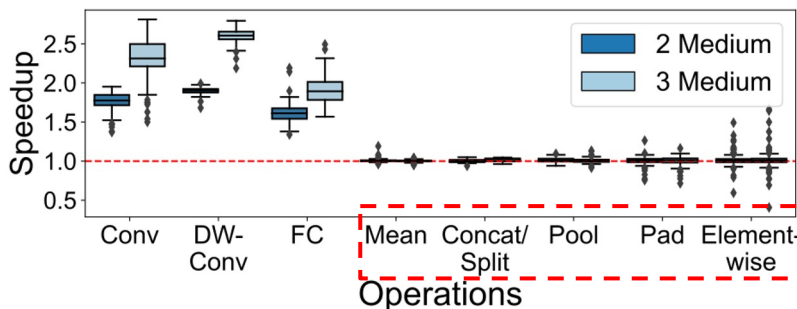 Speedup
2.5
2.0
1.5
1.0
0.5
2 Medium
3 Medium
Conv
DW-
Conv
FC
Mean
Concat/
Split
Pool
Pad
Element-
wise
Operations